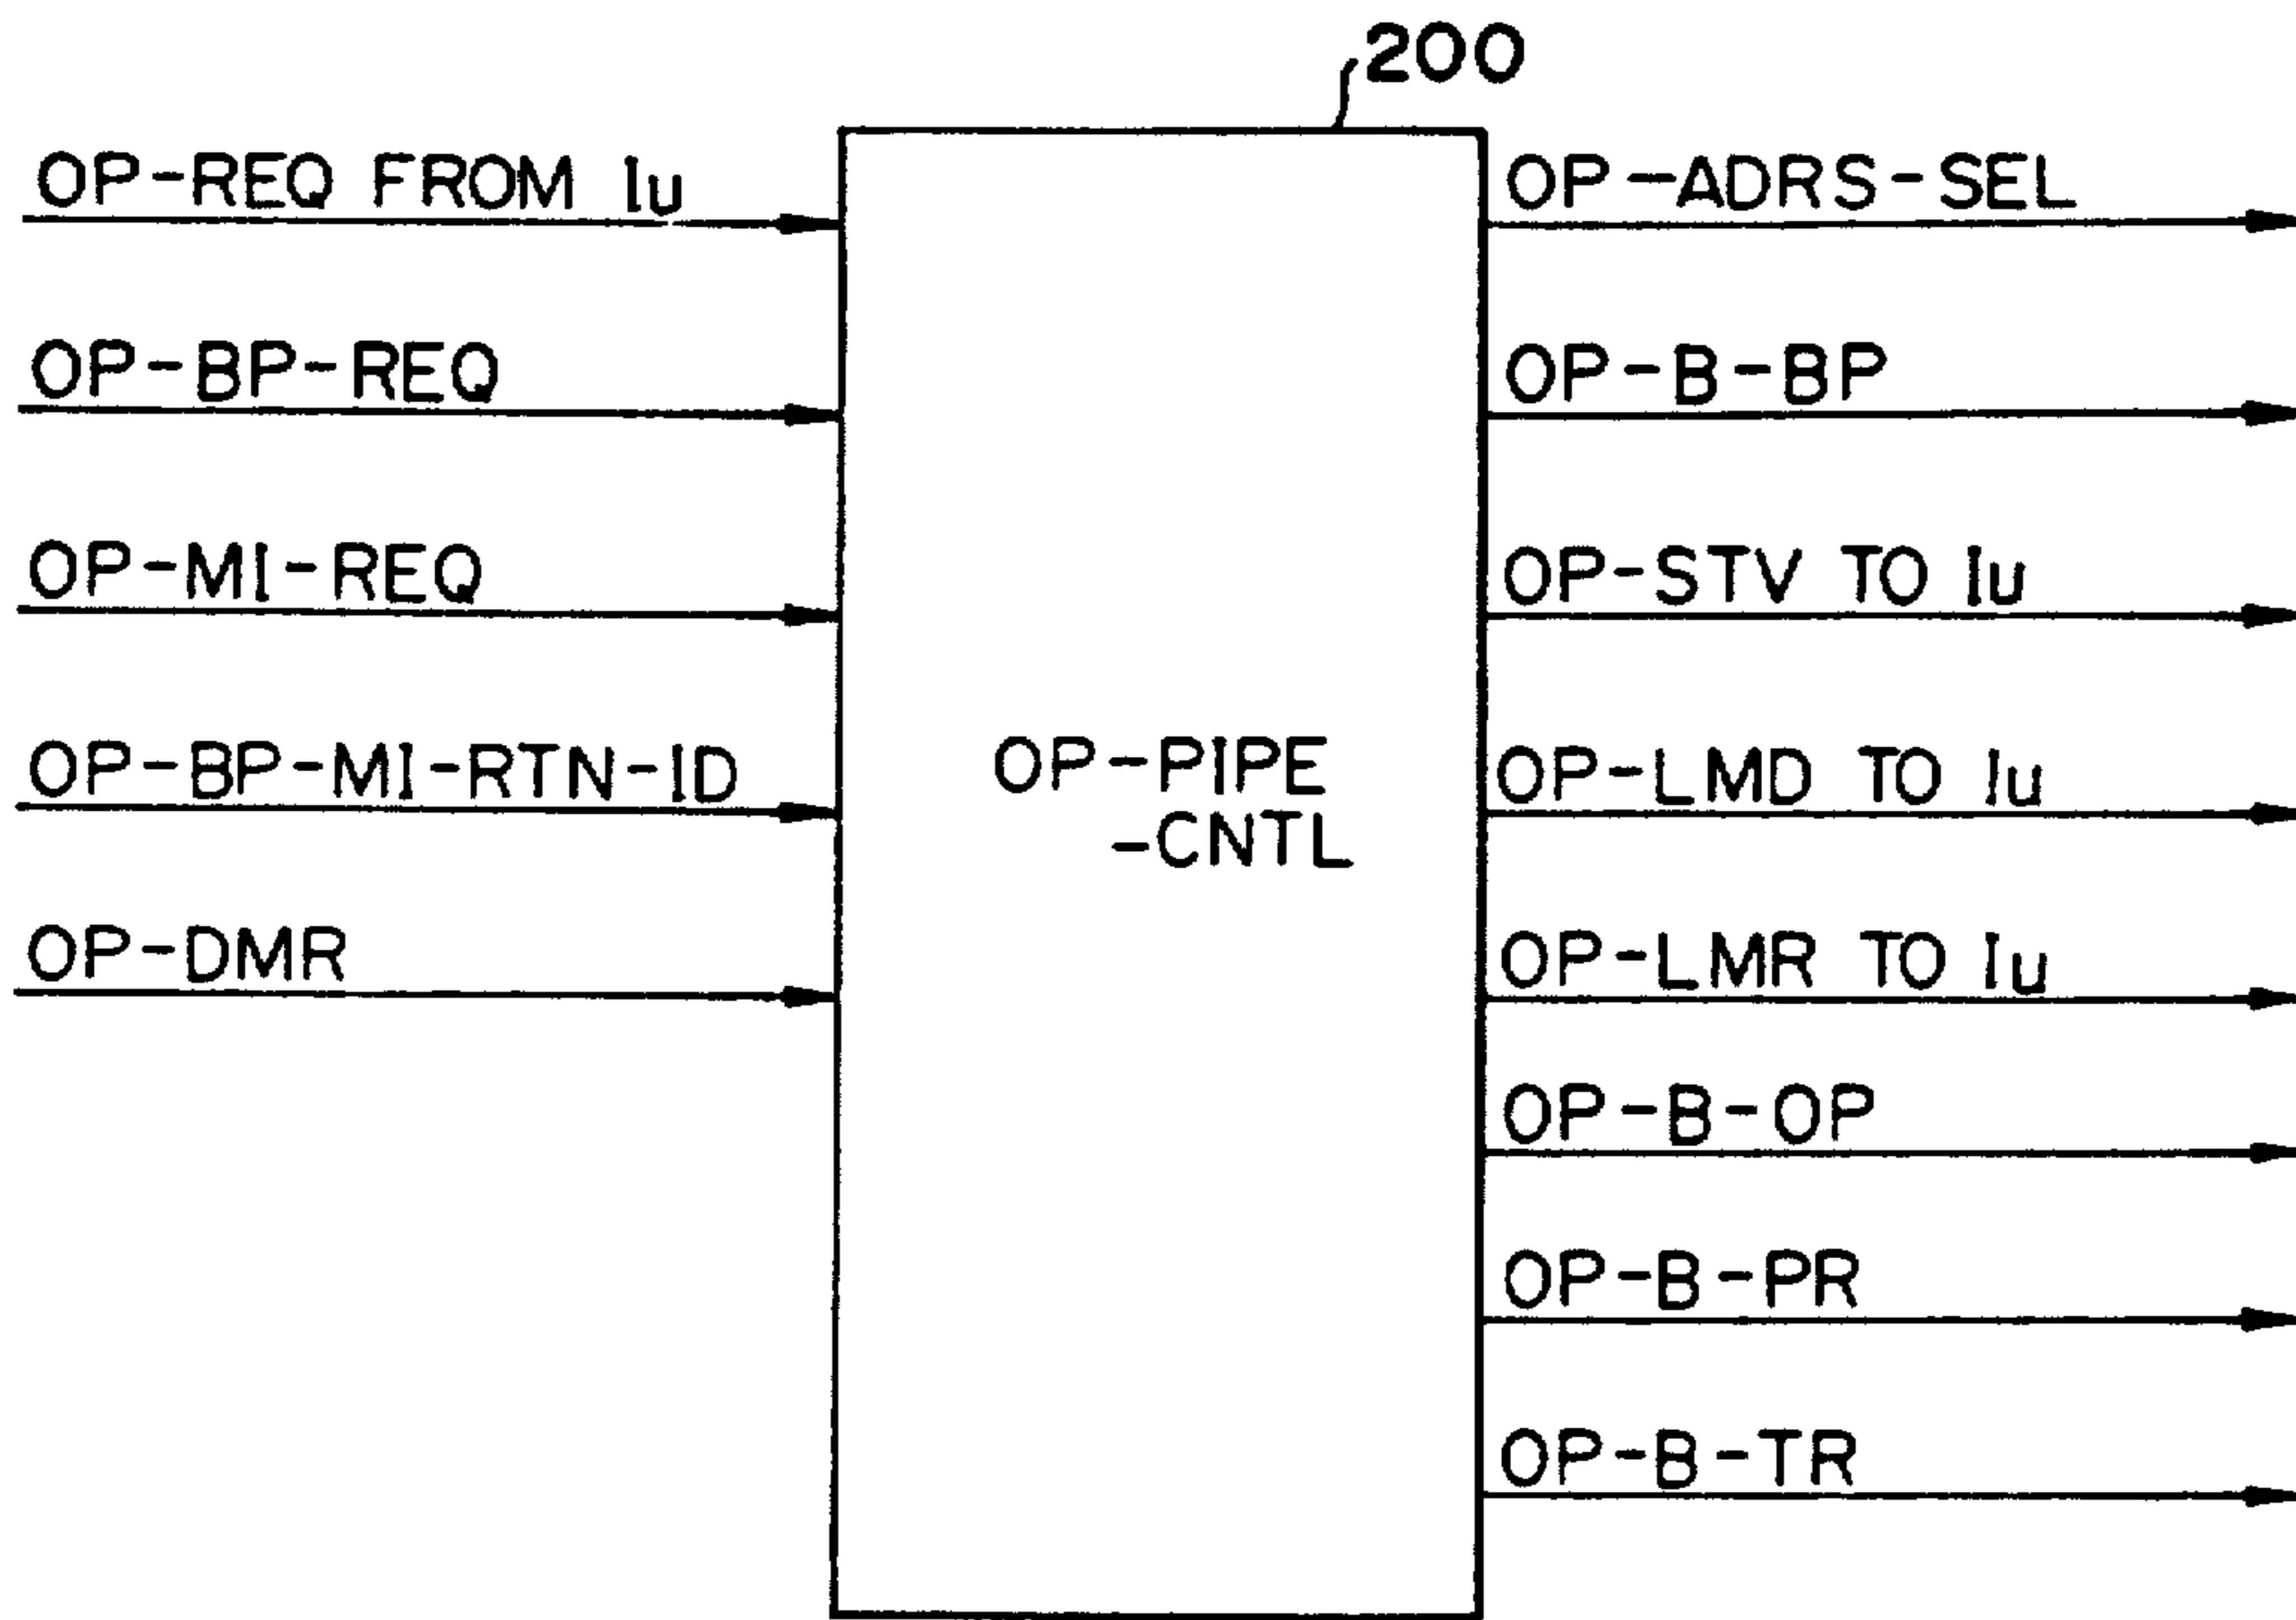 200
OP-REQ FROM Iu
OP-BP-REQ
OP-MI-REQ
OP-BP-MI-RTN-ID
OP-DMR
OP-PIPE
-CNTL
OP-ADRS-SEL
OP-B-BP
OP-STV TO Iu
OP-LMD TO Iu
OP-LMR TO Iu
OP-B-OP
OP-B-PR
OP-B-TR